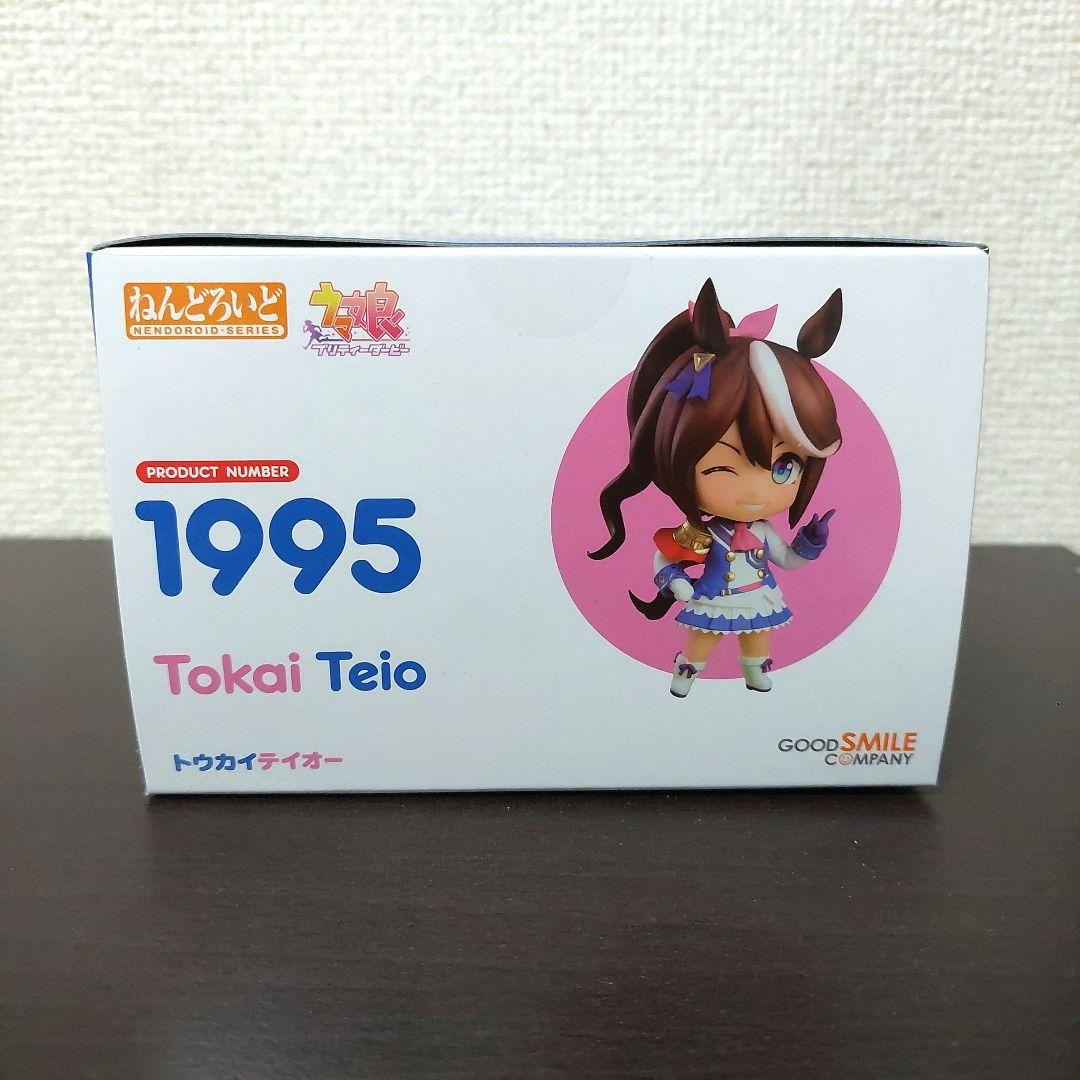 ねんどろいど
NENDOROID·SERIES
ウマ娘
プリティーダービー
PRODUCT NUMBER
1995
Tokai Teio
トウカイテイオー
GOOD SMILE
COMPANY